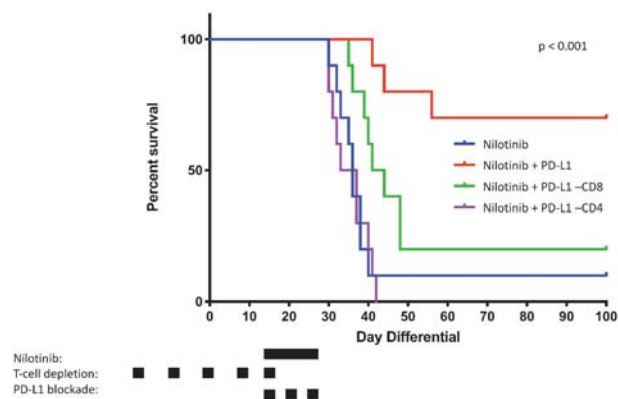 100
50
0
Percent survival
p < 0.001
Nilotinib
Nilotinib + PD-L1
Nilotinib + PD-L1 –CD8
Nilotinib + PD-L1 –CD4
0 10 20 30 40 50 60 70 80 90 100
Day Differential
Nilotinib:
T-cell depletion:
PD-L1 blockade: